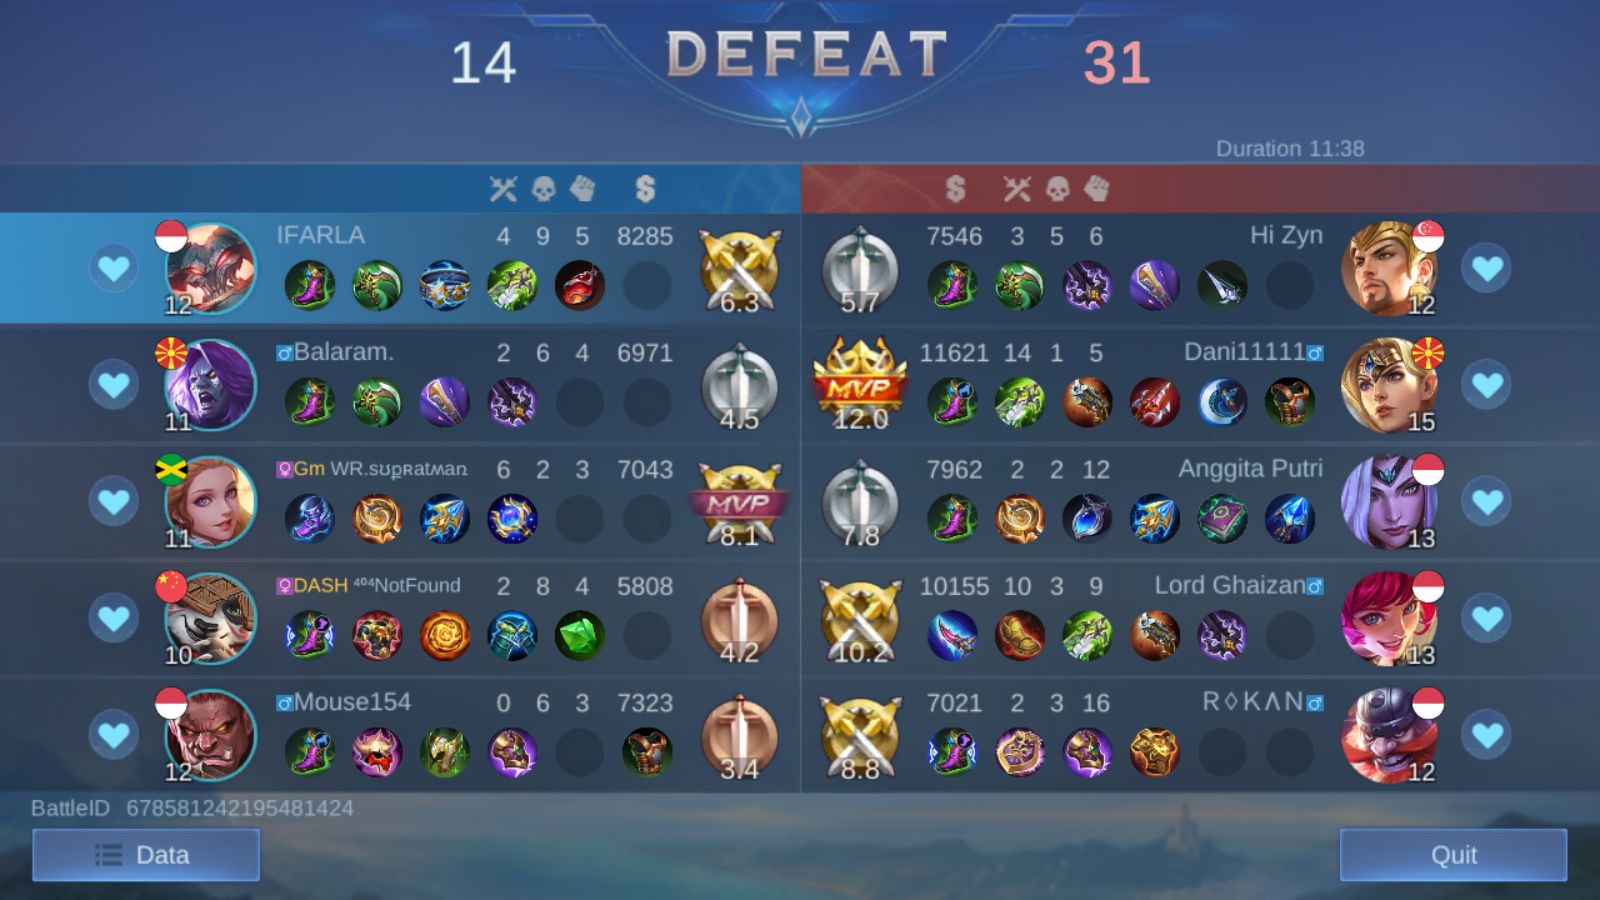 14 DEFEAT 31
Duration 11:38
IFARLA 4 9 5 8285
12 6.3
7546 3 5 6 Hi Zyn
5.7 12
Balaram. 2 6 4 6971
11 4.5
11621 14 1 5 Dani11111
MVP 12.0 15
Gm WR.sᴜpʀatʍan 6 2 3 7043
11 MVP 8.1
7962 2 2 12 Anggita Putri
7.8 13
DASH ⁴⁰⁴NotFound 2 8 4 5808
10 4.2
10155 10 3 9 Lord Ghaizan
10.2 13
Mouse154 0 6 3 7323
12 3.4
7021 2 3 16 R◊KΛN
8.8 12
BattleID 678581242195481424
Data
Quit